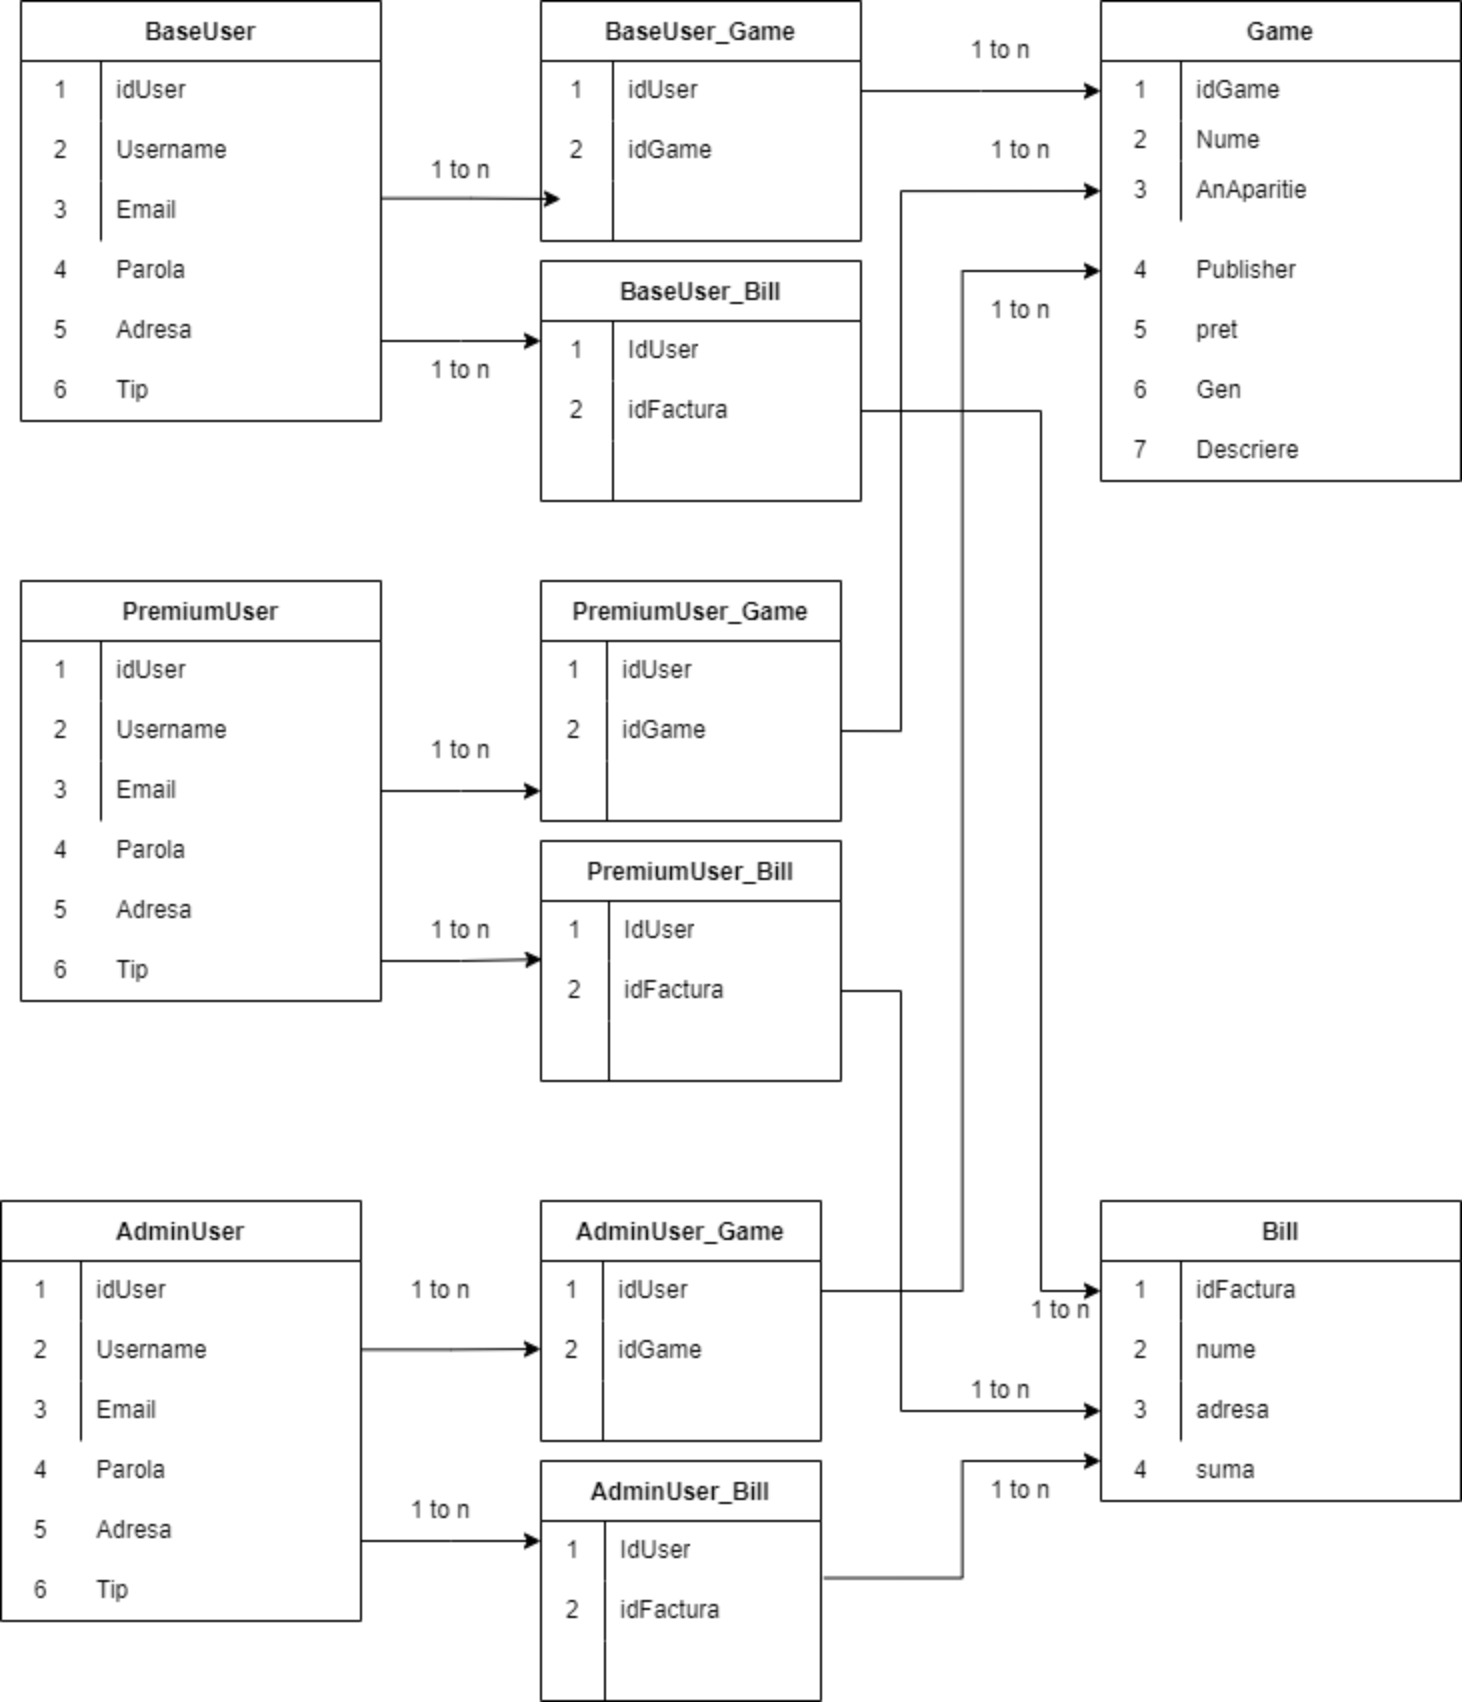 BaseUser
1 idUser
2 Username
3 Email
4 Parola
5 Adresa
6 Tip
1 to n
1 to n
BaseUser_Game
1 idUser
2 idGame
BaseUser_Bill
1 IdUser
2 idFactura
1 to n
1 to n
1 to n
Game
1 idGame
2 Nume
3 AnAparitie
4 Publisher
5 pret
6 Gen
7 Descriere
PremiumUser
1 idUser
2 Username
3 Email
4 Parola
5 Adresa
6 Tip
1 to n
1 to n
PremiumUser_Game
1 idUser
2 idGame
PremiumUser_Bill
1 IdUser
2 idFactura
AdminUser
1 idUser
2 Username
3 Email
4 Parola
5 Adresa
6 Tip
1 to n
1 to n
AdminUser_Game
1 idUser
2 idGame
AdminUser_Bill
1 IdUser
2 idFactura
1 to n
1 to n
1 to n
Bill
1 idFactura
2 nume
3 adresa
4 suma